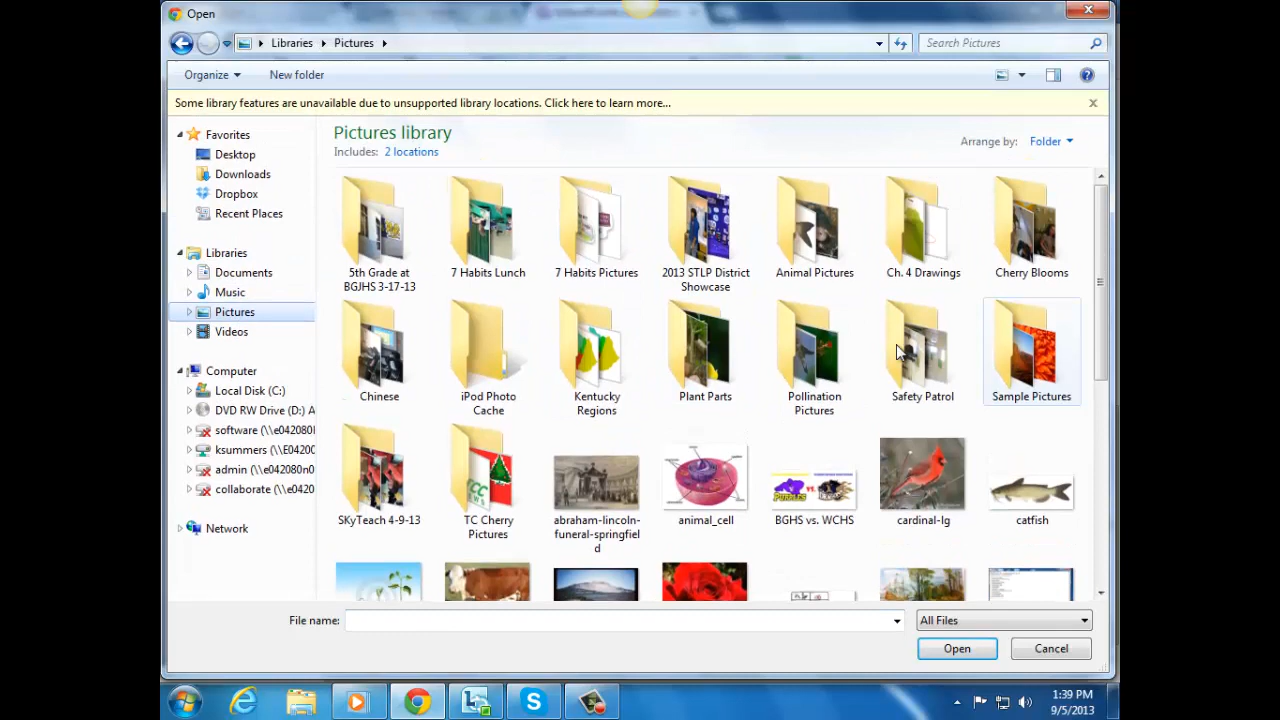 Open
Libraries Pictures
Search Pictures
Organize New folder
Some library features are unavailable due to unsupported library locations. Click here to learn more...
Favorites
Desktop
Downloads
Dropbox
Recent Places
Libraries
Documents
Music
Pictures
Videos
Computer
Local Disk (C:)
DVD RW Drive (D:) A
software (\\e042080
ksummers (\\E04200
admin (\\e042080n0
collaborate (\\e0420
Network
Pictures library
Includes: 2 locations
Arrange by: Folder
5th Grade at
BGJHS 3-17-13
7 Habits Lunch
7 Habits Pictures
2013 STLP District
Showcase
Animal Pictures
Ch. 4 Drawings
Cherry Blooms
Chinese
iPod Photo
Cache
Kentucky
Regions
Plant Parts
Pollination
Pictures
Safety Patrol
Sample Pictures
SKyTeach 4-9-13
TC Cherry
Pictures
abraham-lincoln-
funeral-springfiel
d
animal_cell
BGHS vs. WCHS
cardinal-lg
catfish
File name:
All Files
Open
Cancel
1:39 PM
9/5/2013